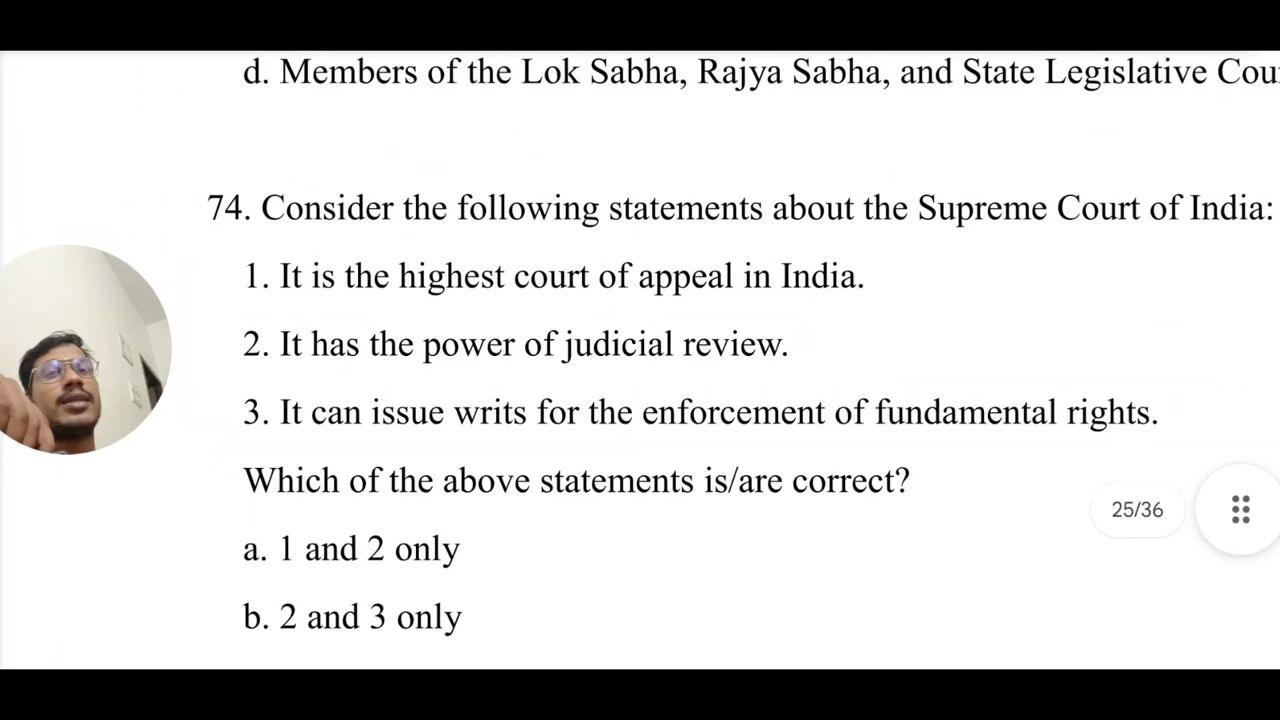 d. Members of the Lok Sabha, Rajya Sabha, and State Legislative
74. Consider the following statements about the Supreme Court of India:
1. It is the highest court of appeal in India.
2. It has the power of judicial review.
3. It can issue writs for the enforcement of fundamental rights.
Which of the above statements is/are correct?
25/36
a. 1 and 2 only
b. 2 and 3 only